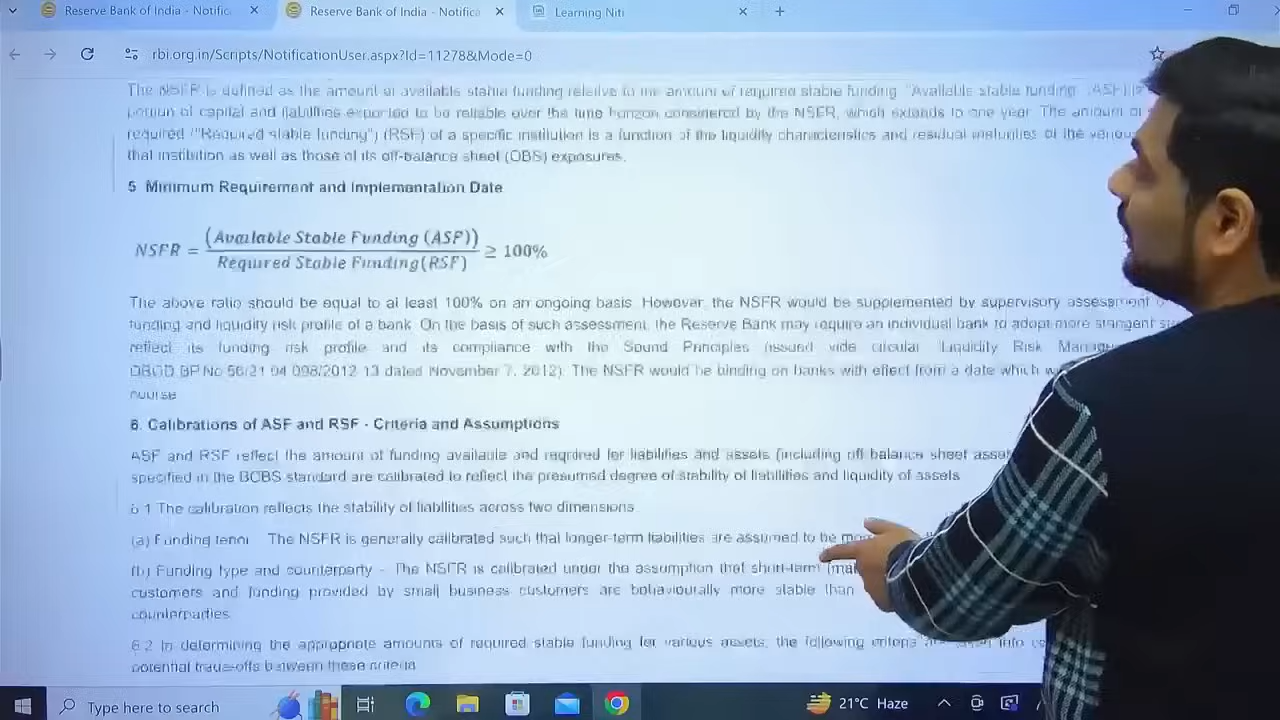 Reserve Bank of India - Notific
Reserve Bank of India - Notifica
Learning Niti
rbi.org.in/Scripts/NotificationUser.aspx?Id=11278&Mode=0
The NSFR is defined as the amount of available stable funding relative to the amount of required stable funding. "Available stable funding" (ASF) is
portion of capital and liabilities expected to be reliable over the time horizon considered by the NSFR, which extends to one year. The amount of
required ("Required stable funding") (RSF) of a specific institution is a function of the liquidity characteristics and residual maturities of the variou
that institution as well as those of its off-balance sheet (OBS) exposures.
5 Minimum Requirement and Implementation Date
NSFR = (Available Stable Funding (ASF)) / Required Stable Funding(RSF) ≥ 100%
The above ratio should be equal to at least 100% on an ongoing basis. However, the NSFR would be supplemented by supervisory assessment
funding and liquidity risk profile of a bank. On the basis of such assessment, the Reserve Bank may require an individual bank to adopt more stringent
reflect its funding risk profile and its compliance with the Sound Principles (issued vide circular Liquidity Risk Manag
DBOD.BP.No.56/21.04.098/2012-13 dated November 7, 2012). The NSFR would be binding on banks with effect from a date which w
course
6. Calibrations of ASF and RSF - Criteria and Assumptions
ASF and RSF reflect the amount of funding available and required for liabilities and assets (including off balance sheet asset
specified in the BCBS standard are calibrated to reflect the presumed degree of stability of liabilities and liquidity of assets
6.1 The calibration reflects the stability of liabilities across two dimensions
(a) Funding tenor The NSFR is generally calibrated such that longer-term liabilities are assumed to be mo
(b) Funding type and counterparty - The NSFR is calibrated under the assumption that short-term (ma
customers and funding provided by small business customers are behaviourally more stable than
counterparties
6.2 In determining the appropriate amounts of required stable funding for various assets, the following criteria into
potential trade-offs between these criteria
Type here to search
21°C Haze